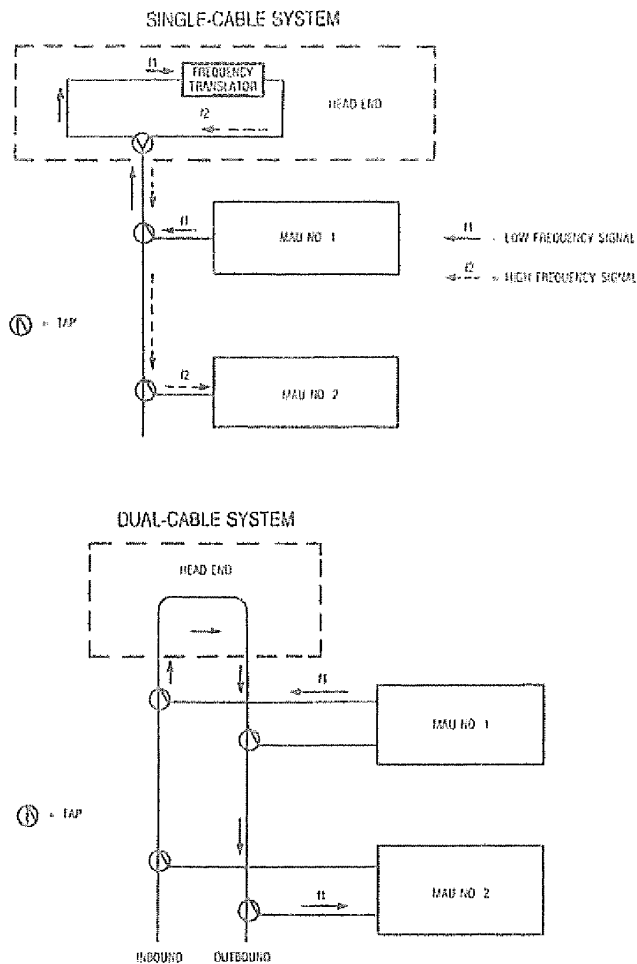 SINGLE-CABLE SYSTEM
f1
FREQUENCY
TRANSLATOR
HEAD END
f2
f1
MAU NO. 1
f1
= LOW FREQUENCY SIGNAL
f2
= HIGH FREQUENCY SIGNAL
= TAP
f2
MAU NO. 2
DUAL-CABLE SYSTEM
HEAD END
f1
MAU NO. 1
= TAP
MAU NO. 2
f1
INBOUND
OUTBOUND